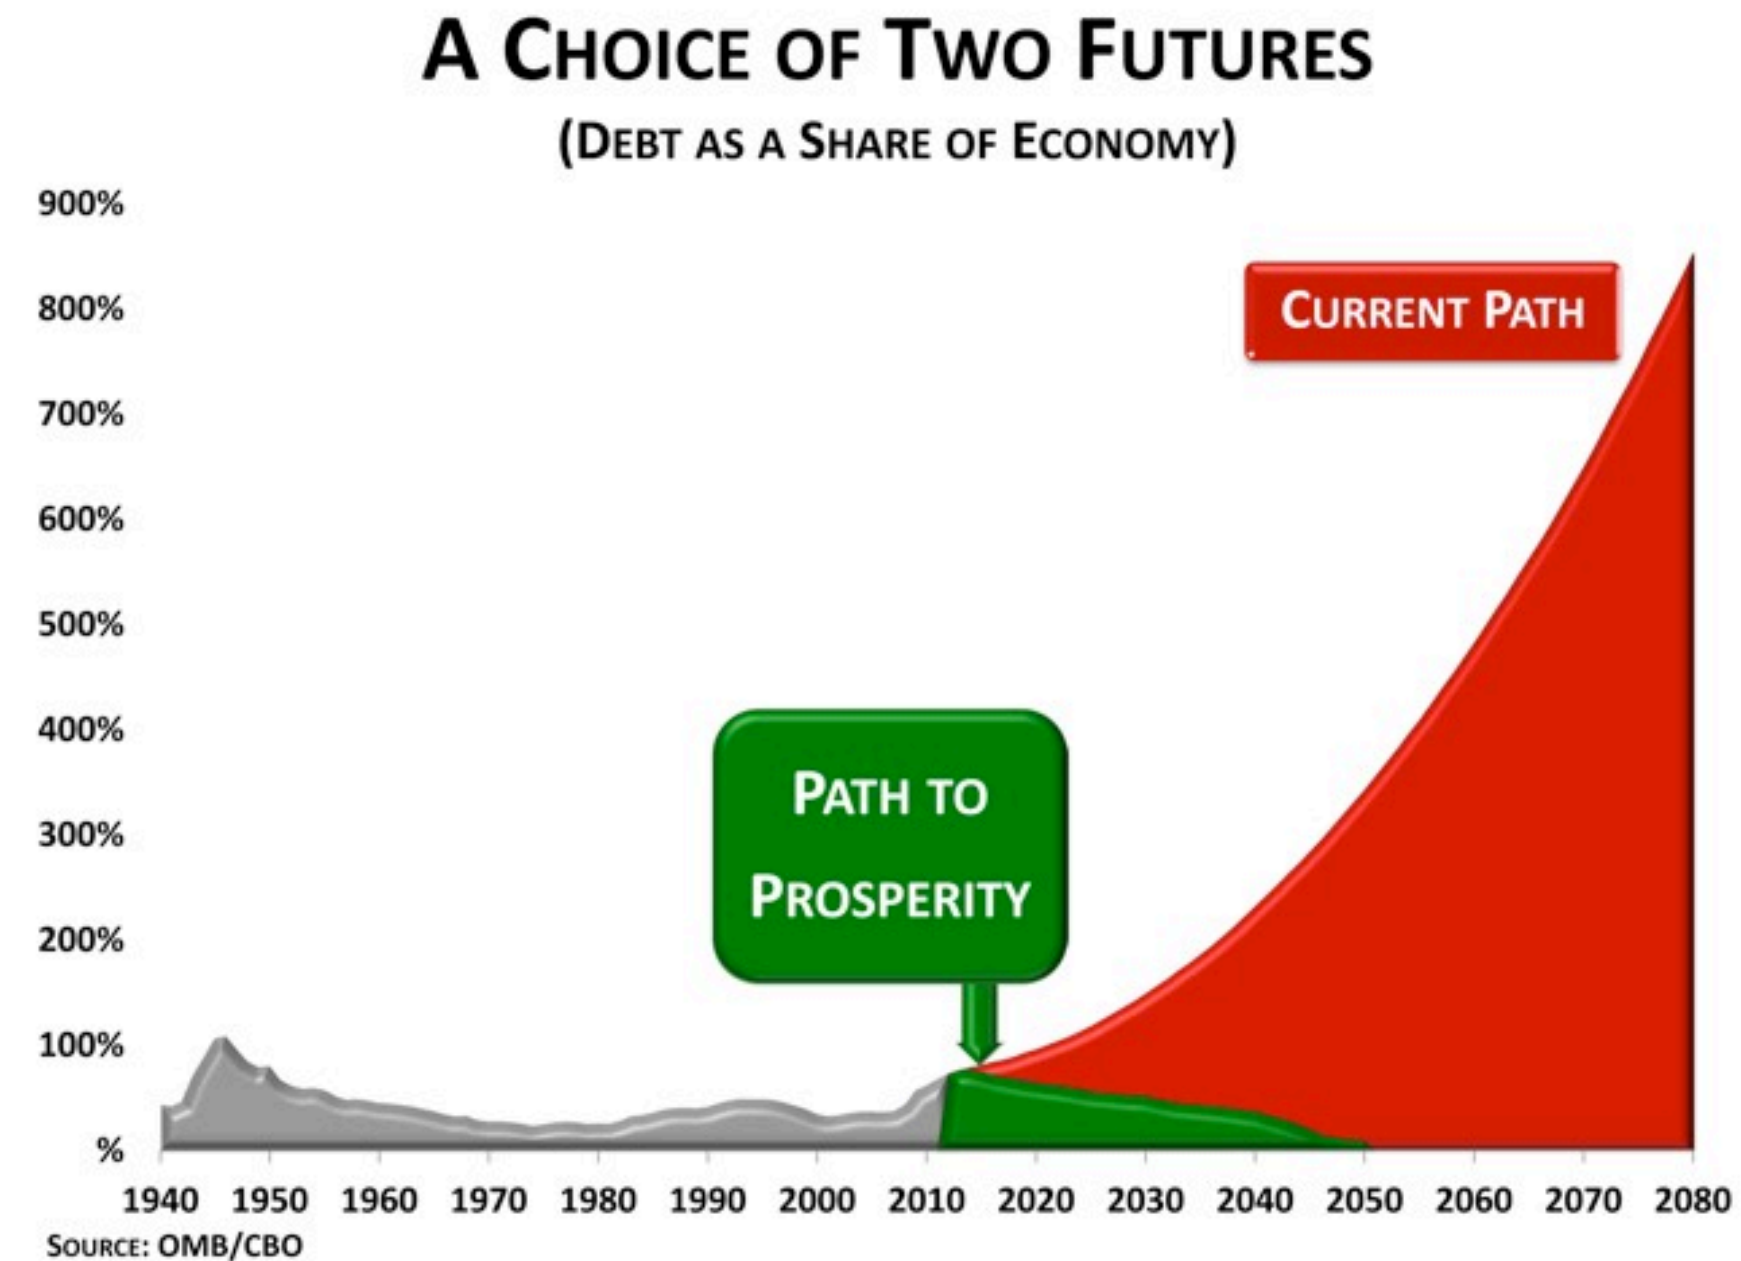 A CHOICE OF TWO FUTURES
(DEBT AS A SHARE OF ECONOMY)
900%
800%
700%
600%
500%
400%
300%
200%
100%
%
CURRENT PATH
PATH TO
PROSPERITY
1940 1950 1960 1970 1980 1990 2000 2010 2020 2030 2040 2050 2060 2070 2080
SOURCE: OMB/CBO